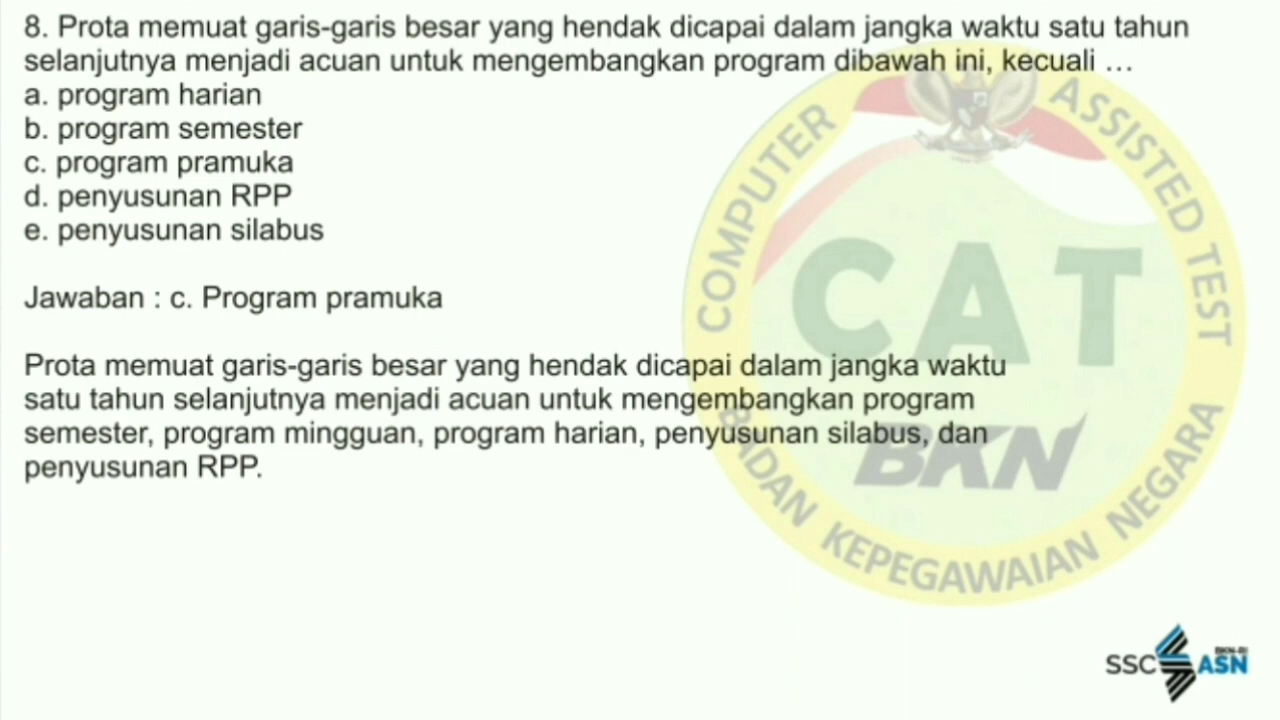 8. Prota memuat garis-garis besar yang hendak dicapai dalam jangka waktu satu tahun
selanjutnya menjadi acuan untuk mengembangkan program dibawah ini, kecuali …
a. program harian
b. program semester
c. program pramuka
d. penyusunan RPP
e. penyusunan silabus
Jawaban : c. Program pramuka
Prota memuat garis-garis besar yang hendak dicapai dalam jangka waktu
satu tahun selanjutnya menjadi acuan untuk mengembangkan program
semester, program mingguan, program harian, penyusunan silabus, dan
penyusunan RPP.
COMPUTER ASSISTED TEST
CAT
BKN
BADAN KEPEGAWAIAN NEGARA
BKN-RI
SSC ASN